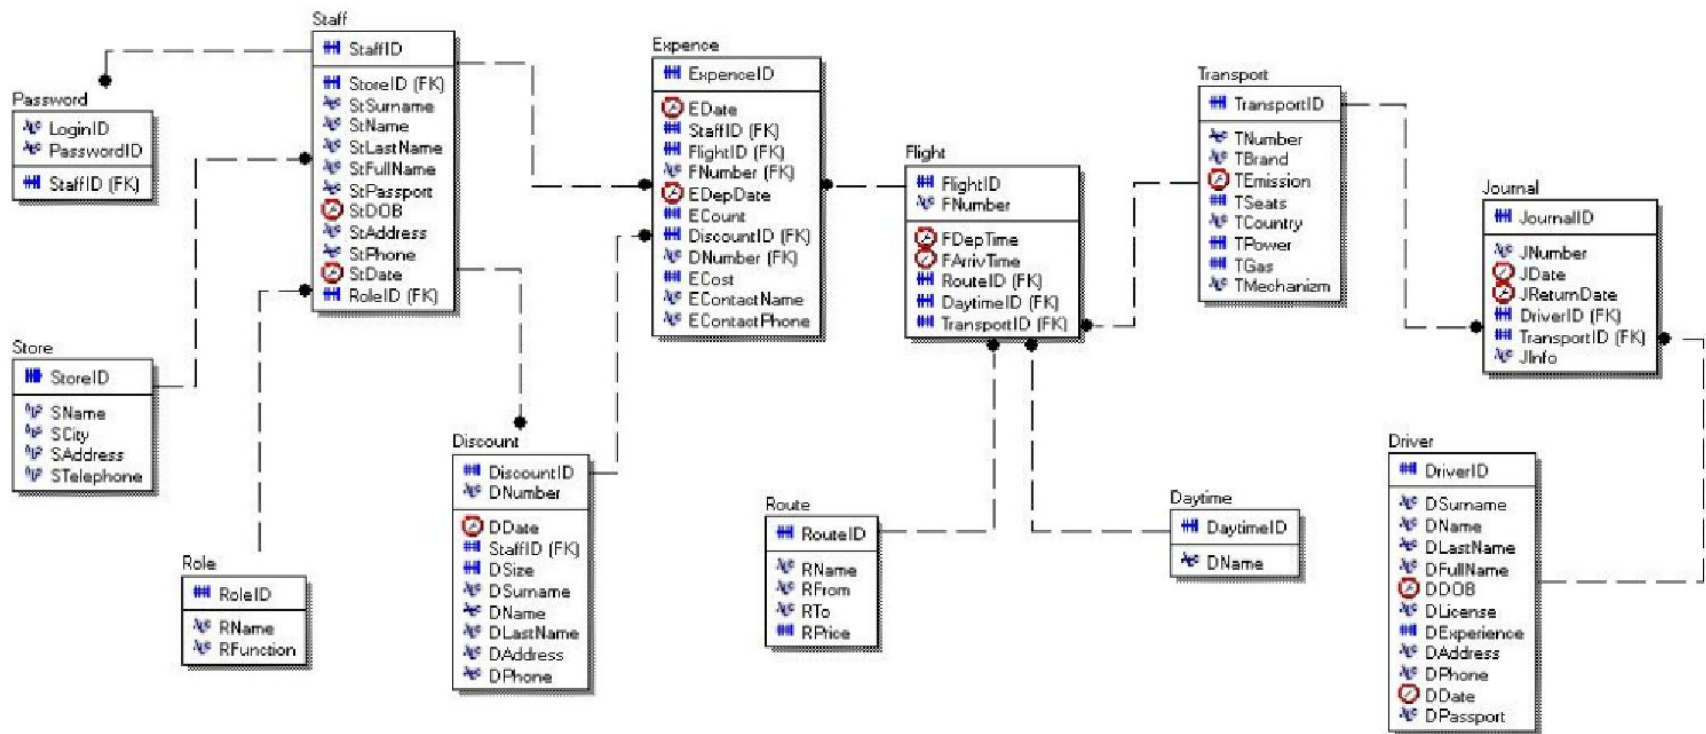 Staff
StaffID
StoreID (FK)
StSurname
StName
StLastName
StFullName
StPassport
StDOB
StAddress
StPhone
StDate
RoleID (FK)
Password
LoginID
PasswordID
StaffID (FK)
Store
StoreID
SName
SCity
SAddress
STelephone
Role
RoleID
RName
RFunction
Expence
ExpenceID
EDate
StaffID (FK)
FlightID (FK)
FNumber (FK)
EDepDate
ECount
DiscountID (FK)
DNumber (FK)
ECost
EContactName
EContactPhone
Discount
DiscountID
DNumber
DDate
StaffID (FK)
DSize
DSurname
DName
DLastName
DAddress
DPhone
Flight
FlightID
FNumber
FDepTime
FArrivTime
RouteID (FK)
DaytimeID (FK)
TransportID (FK)
Route
RouteID
RName
RFrom
RTo
RPrice
Daytime
DaytimeID
DName
Transport
TransportID
TNumber
TBrand
TEmission
TSeats
TCountry
TPower
TGas
TMechanizm
Journal
JournalID
JNumber
JDate
JReturnDate
DriverID (FK)
TransportID (FK)
JInfo
Driver
DriverID
DSurname
DName
DLastName
DFullName
DDOB
DLicense
DExperience
DAddress
DPhone
DDate
DPassport